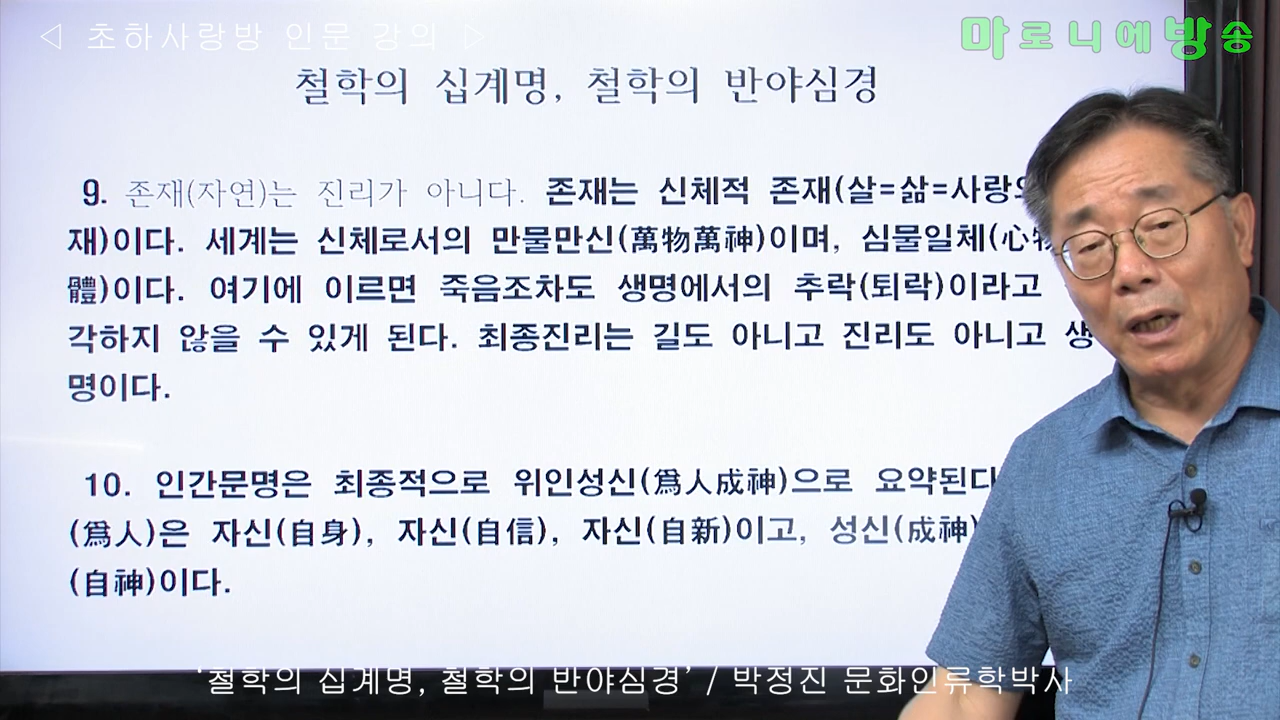 ◁ 초하사랑방 인문 강의 ▷
마로니에방송
철학의 십계명, 철학의 반야심경
9. 존재(자연)는 진리가 아니다. 존재는 신체적 존재(살=삶=사랑
재)이다. 세계는 신체로서의 만물만신(萬物萬神)이며, 심물일체(心物
體)이다. 여기에 이르면 죽음조차도 생명에서의 추락(퇴락)이라고
각하지 않을 수 있게 된다. 최종진리는 길도 아니고 진리도 아니고 생
명이다.
10. 인간문명은 최종적으로 위인성신(爲人成神)으로 요약된다
(爲人)은 자신(自身), 자신(自信), 자신(自新)이고, 성신(成神)
(自神)이다.
‘철학의 십계명, 철학의 반야심경’ / 박정진 문화인류학박사